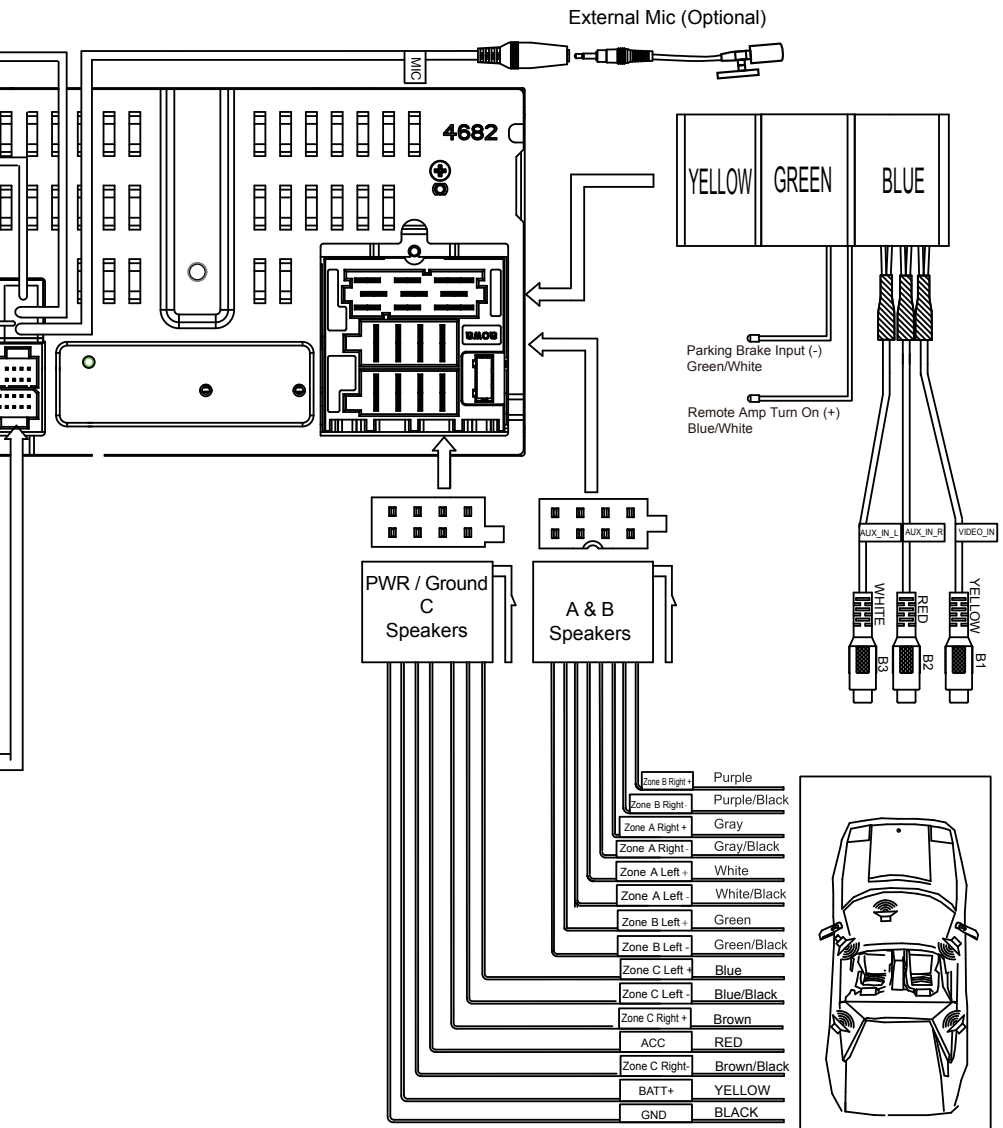 External Mic (Optional)
MIC
4682
YELLOW
GREEN
BLUE
Parking Brake Input (-)
Green/White
Remote Amp Turn On (+)
Blue/White
AUX_IN_L
AUX_IN_R
VIDEO_IN
WHITE
RED
YELLOW
B3
B2
B1
PWR / Ground
C
Speakers
A & B
Speakers
Zone B Right + Purple
Zone B Right - Purple/Black
Zone A Right + Gray
Zone A Right - Gray/Black
Zone A Left + White
Zone A Left - White/Black
Zone B Left + Green
Zone B Left - Green/Black
Zone C Left + Blue
Zone C Left - Blue/Black
Zone C Right + Brown
ACC RED
Zone C Right- Brown/Black
BATT+ YELLOW
GND BLACK